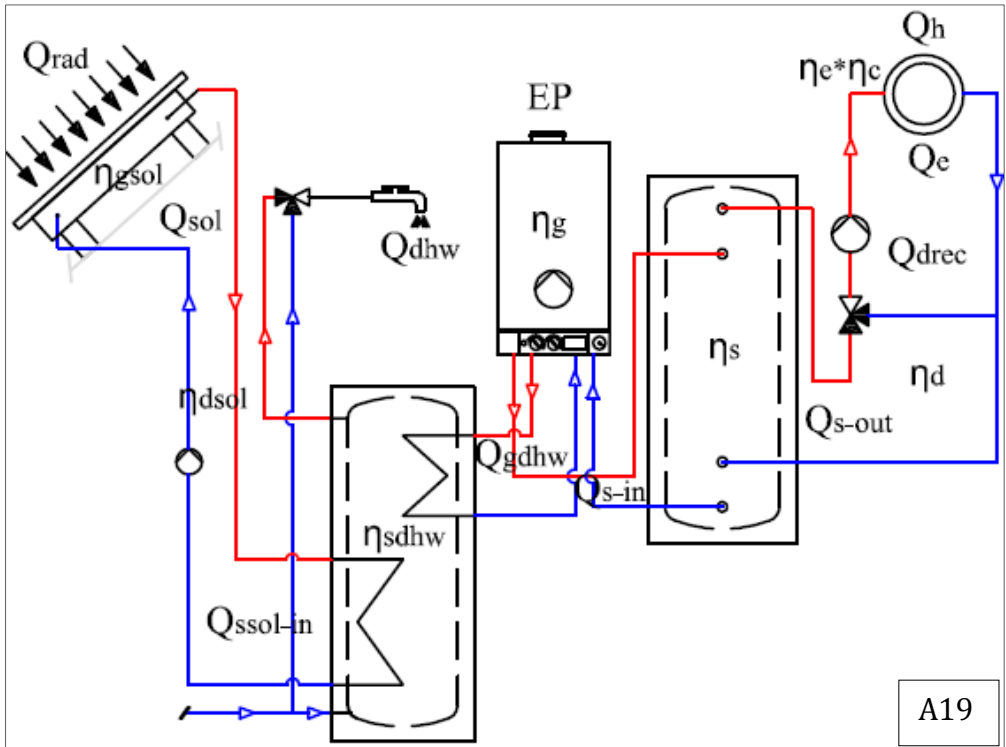 Qh
Qrad
ηe*ηc
EP
ηgsol
Qe
Qsol
ηg
Qdhw
Qdrec
ηs
ηd
ηdsol
Qs-out
Qgdhw
Qs-in
ηsdhw
Qssol-in
A19